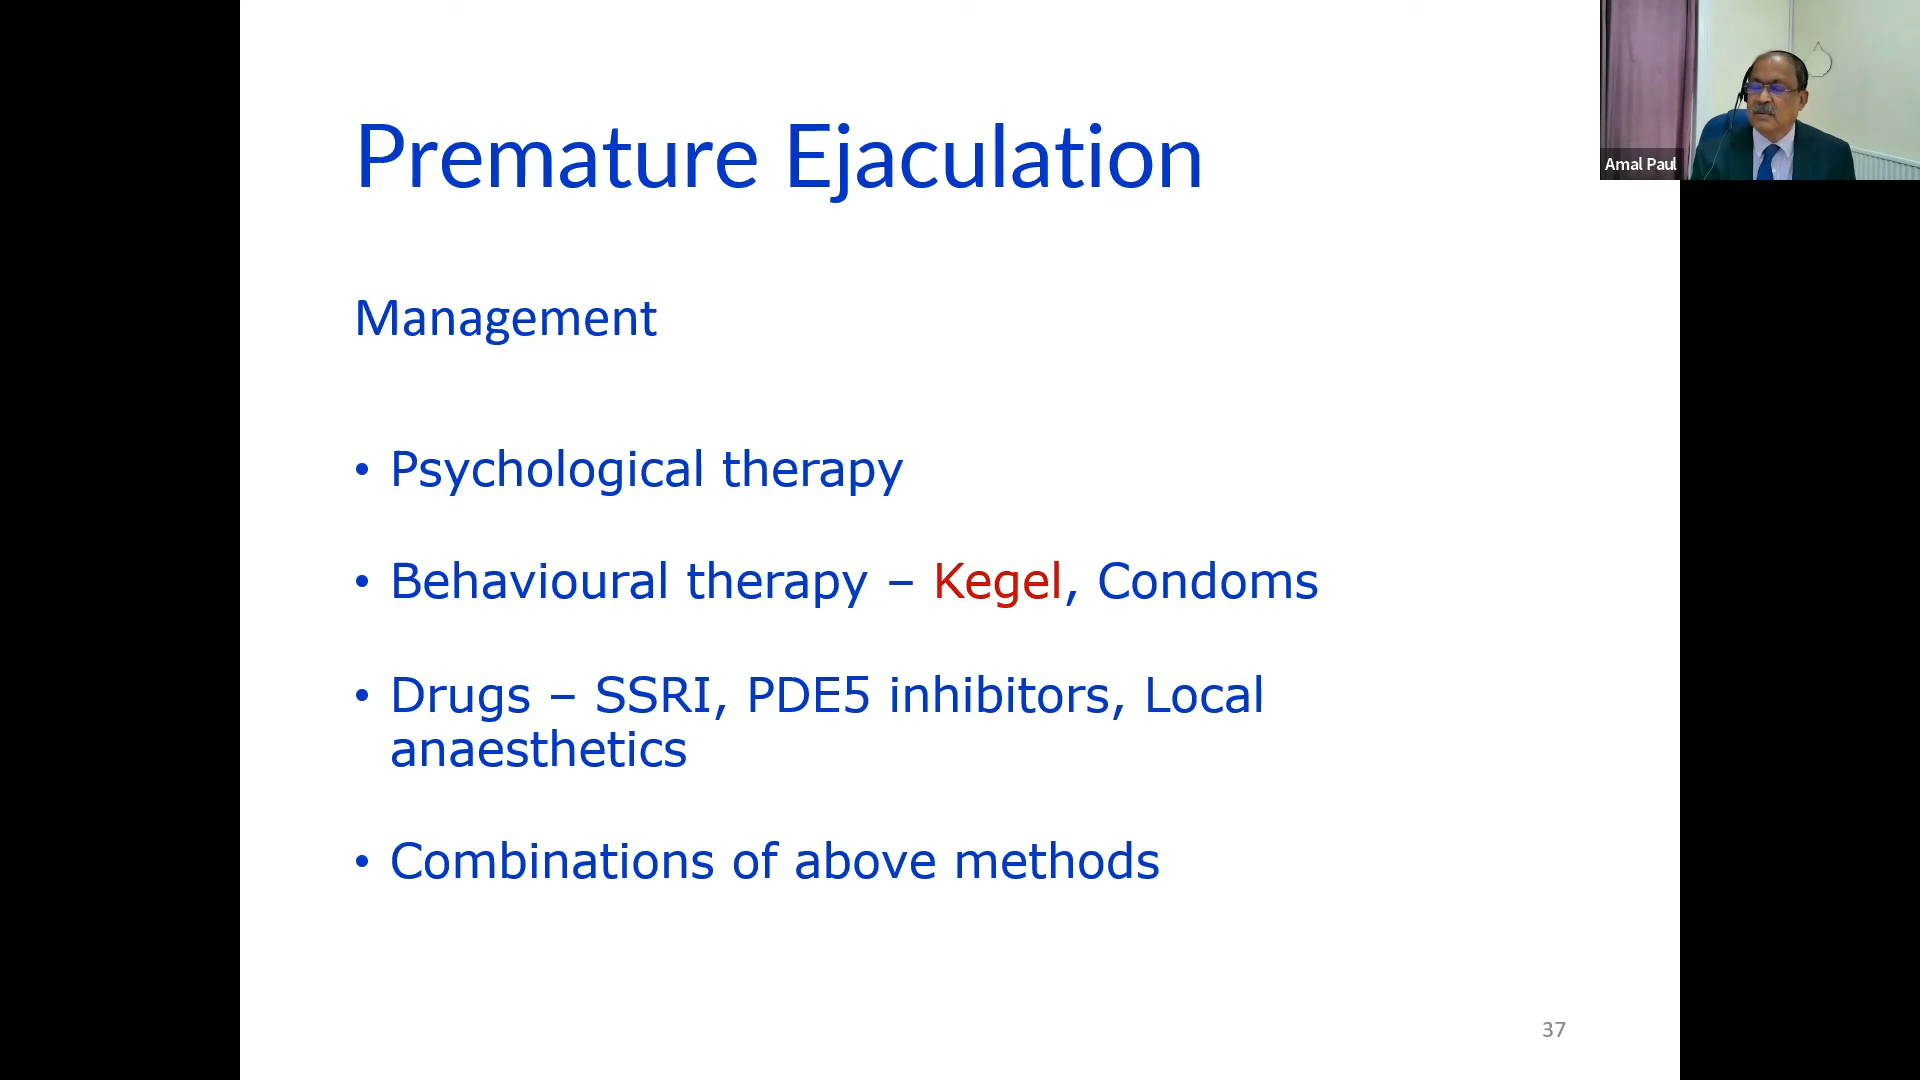 Premature Ejaculation
Amal Paul
Management
• Psychological therapy
• Behavioural therapy – Kegel, Condoms
• Drugs – SSRI, PDE5 inhibitors, Local
anaesthetics
• Combinations of above methods
37